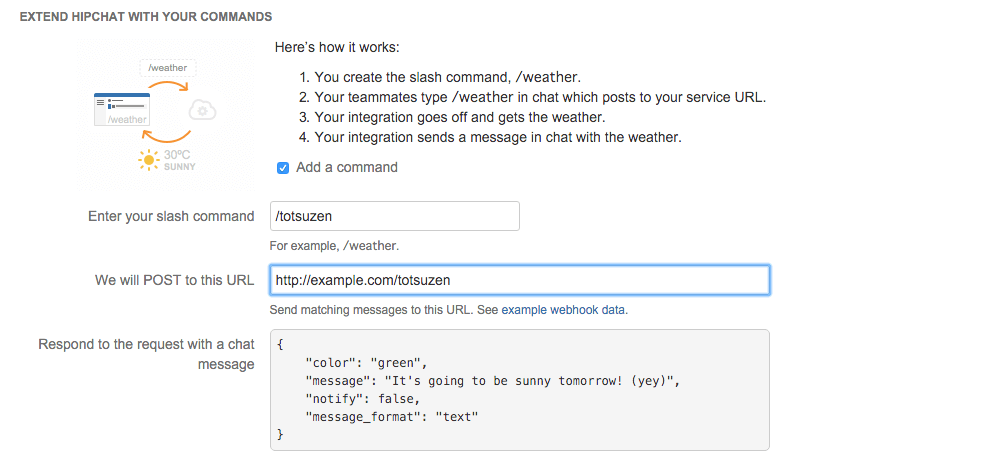 EXTEND HIPCHAT WITH YOUR COMMANDS
/weather
/weather
30°C
SUNNY
Here's how it works:
1. You create the slash command, /weather.
2. Your teammates type /weather in chat which posts to your service URL.
3. Your integration goes off and gets the weather.
4. Your integration sends a message in chat with the weather.
Add a command
Enter your slash command
/totsuzen
For example, /weather.
We will POST to this URL
http://example.com/totsuzen
Send matching messages to this URL. See example webhook data.
Respond to the request with a chat
message
{
    "color": "green",
    "message": "It's going to be sunny tomorrow! (yey)",
    "notify": false,
    "message_format": "text"
}